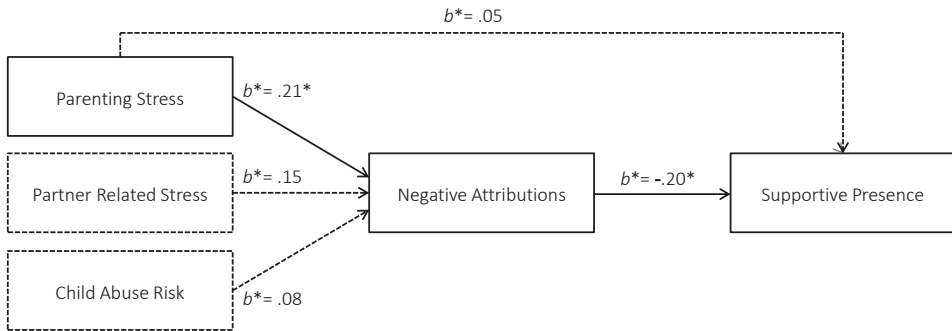 b*= .05
Parenting Stress
b*= .21*
Partner Related Stress
b*= .15
Negative Attributions
b*= -.20*
Supportive Presence
Child Abuse Risk
b*= .08